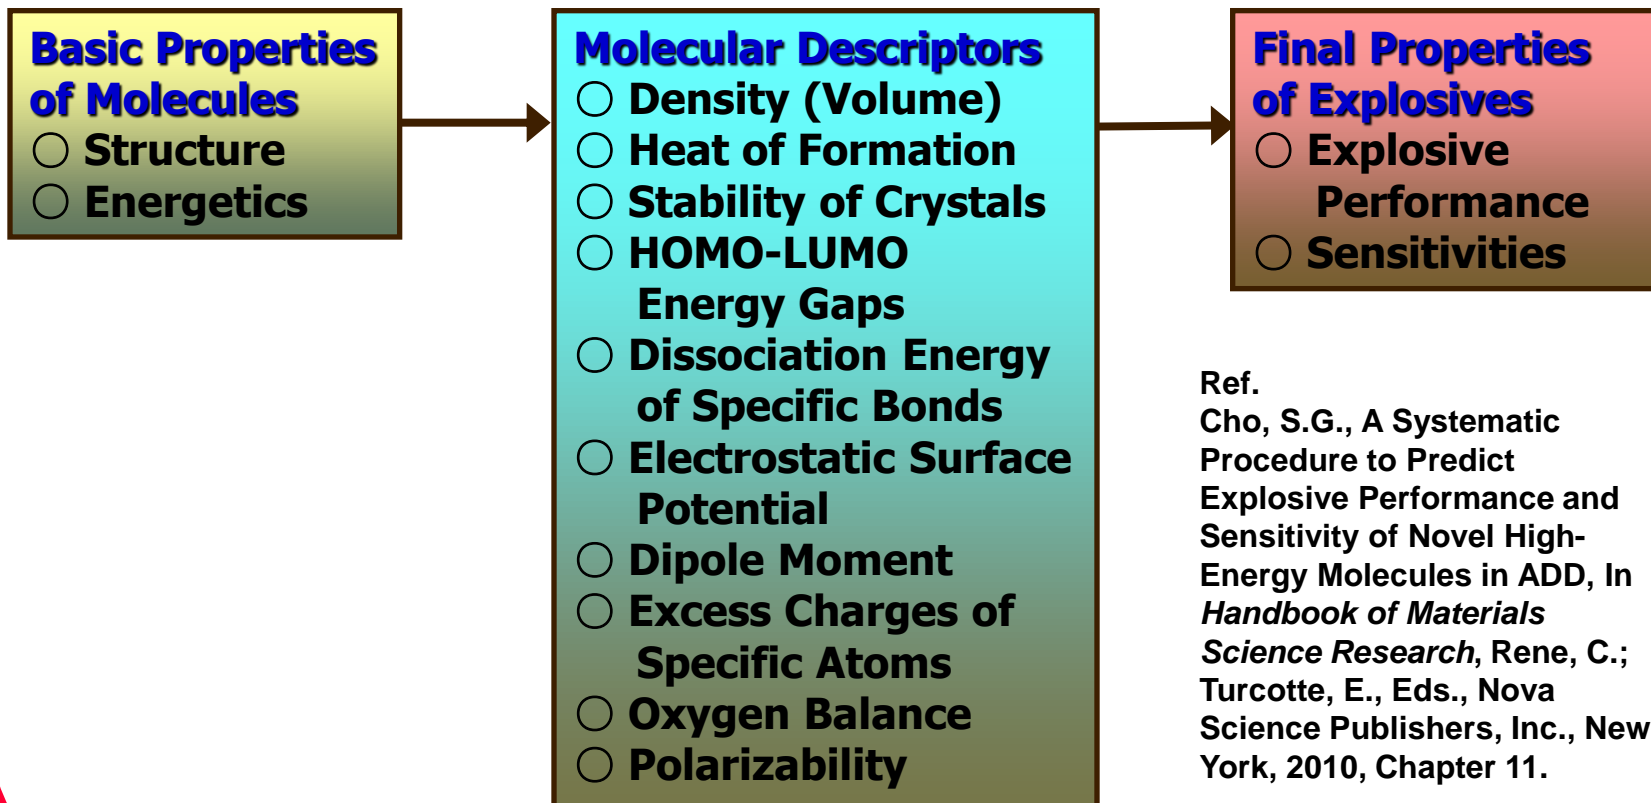 Basic Properties
of Molecules
○ Structure
○ Energetics
Molecular Descriptors
○ Density (Volume)
○ Heat of Formation
○ Stability of Crystals
○ HOMO-LUMO
Energy Gaps
○ Dissociation Energy
of Specific Bonds
○ Electrostatic Surface
Potential
○ Dipole Moment
○ Excess Charges of
Specific Atoms
○ Oxygen Balance
○ Polarizability
Final Properties
of Explosives
○ Explosive
Performance
○ Sensitivities
Ref.
Cho, S.G., A Systematic
Procedure to Predict
Explosive Performance and
Sensitivity of Novel High-
Energy Molecules in ADD, In
Handbook of Materials
Science Research, Rene, C.;
Turcotte, E., Eds., Nova
Science Publishers, Inc., New
York, 2010, Chapter 11.